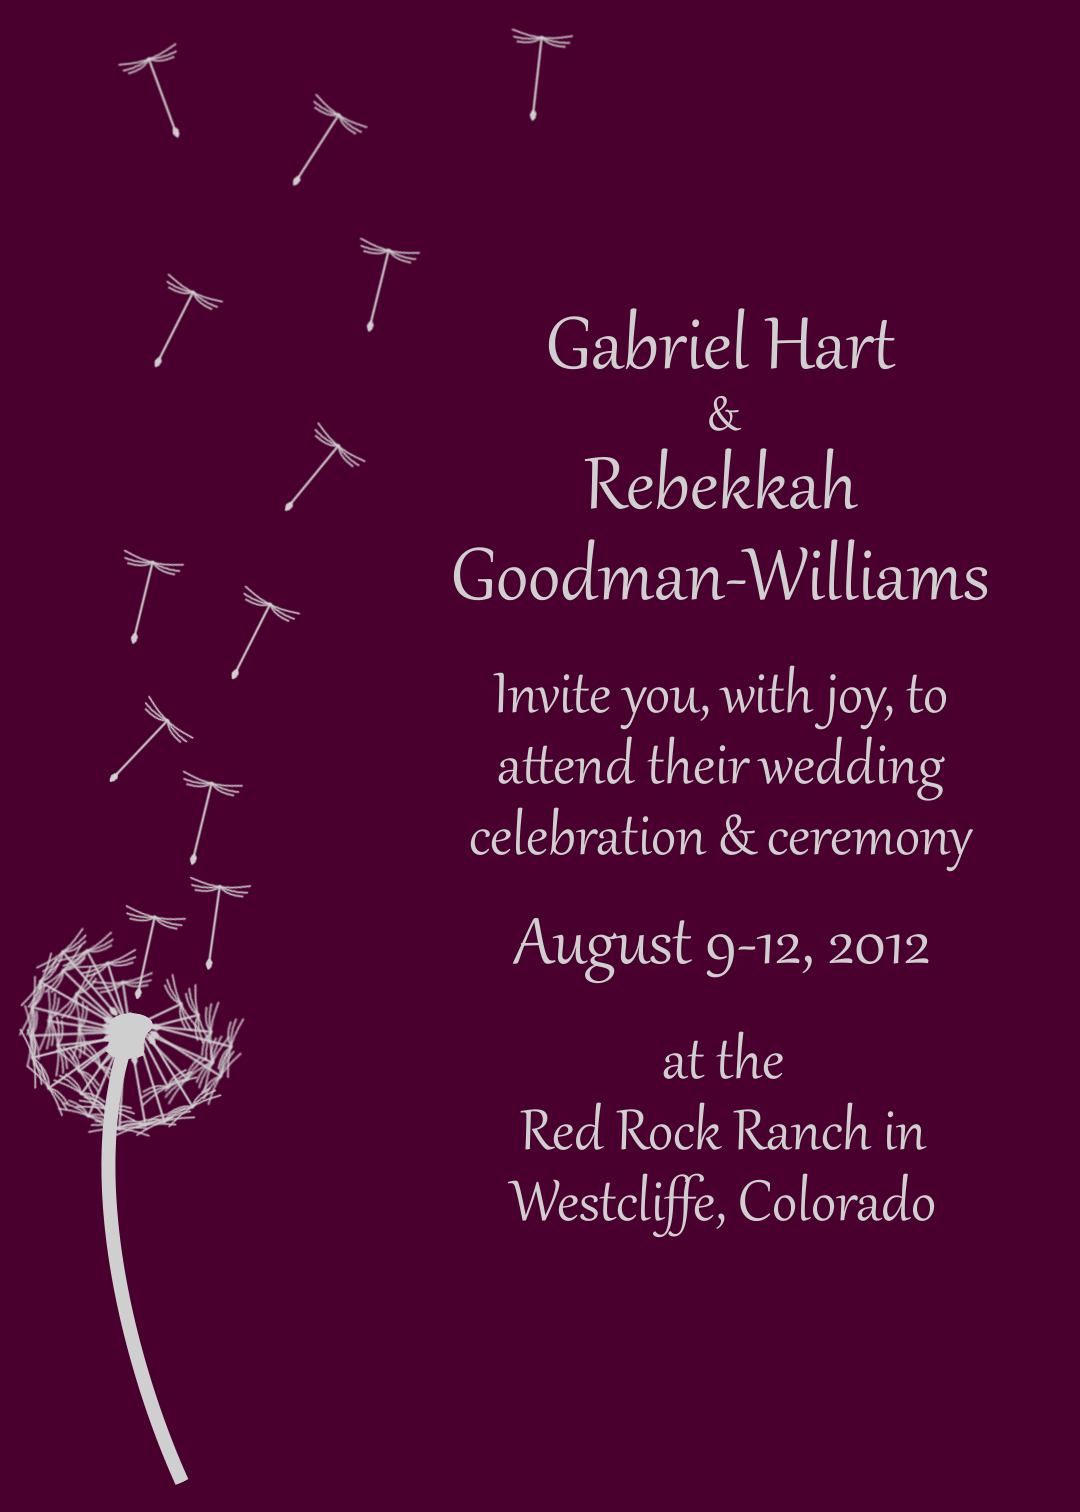 Gabriel Hart
&
Rebekkah
Goodman-Williams
Invite you, with joy, to
attend their wedding
celebration & ceremony
August 9-12, 2012
at the
Red Rock Ranch in
Westcliffe, Colorado